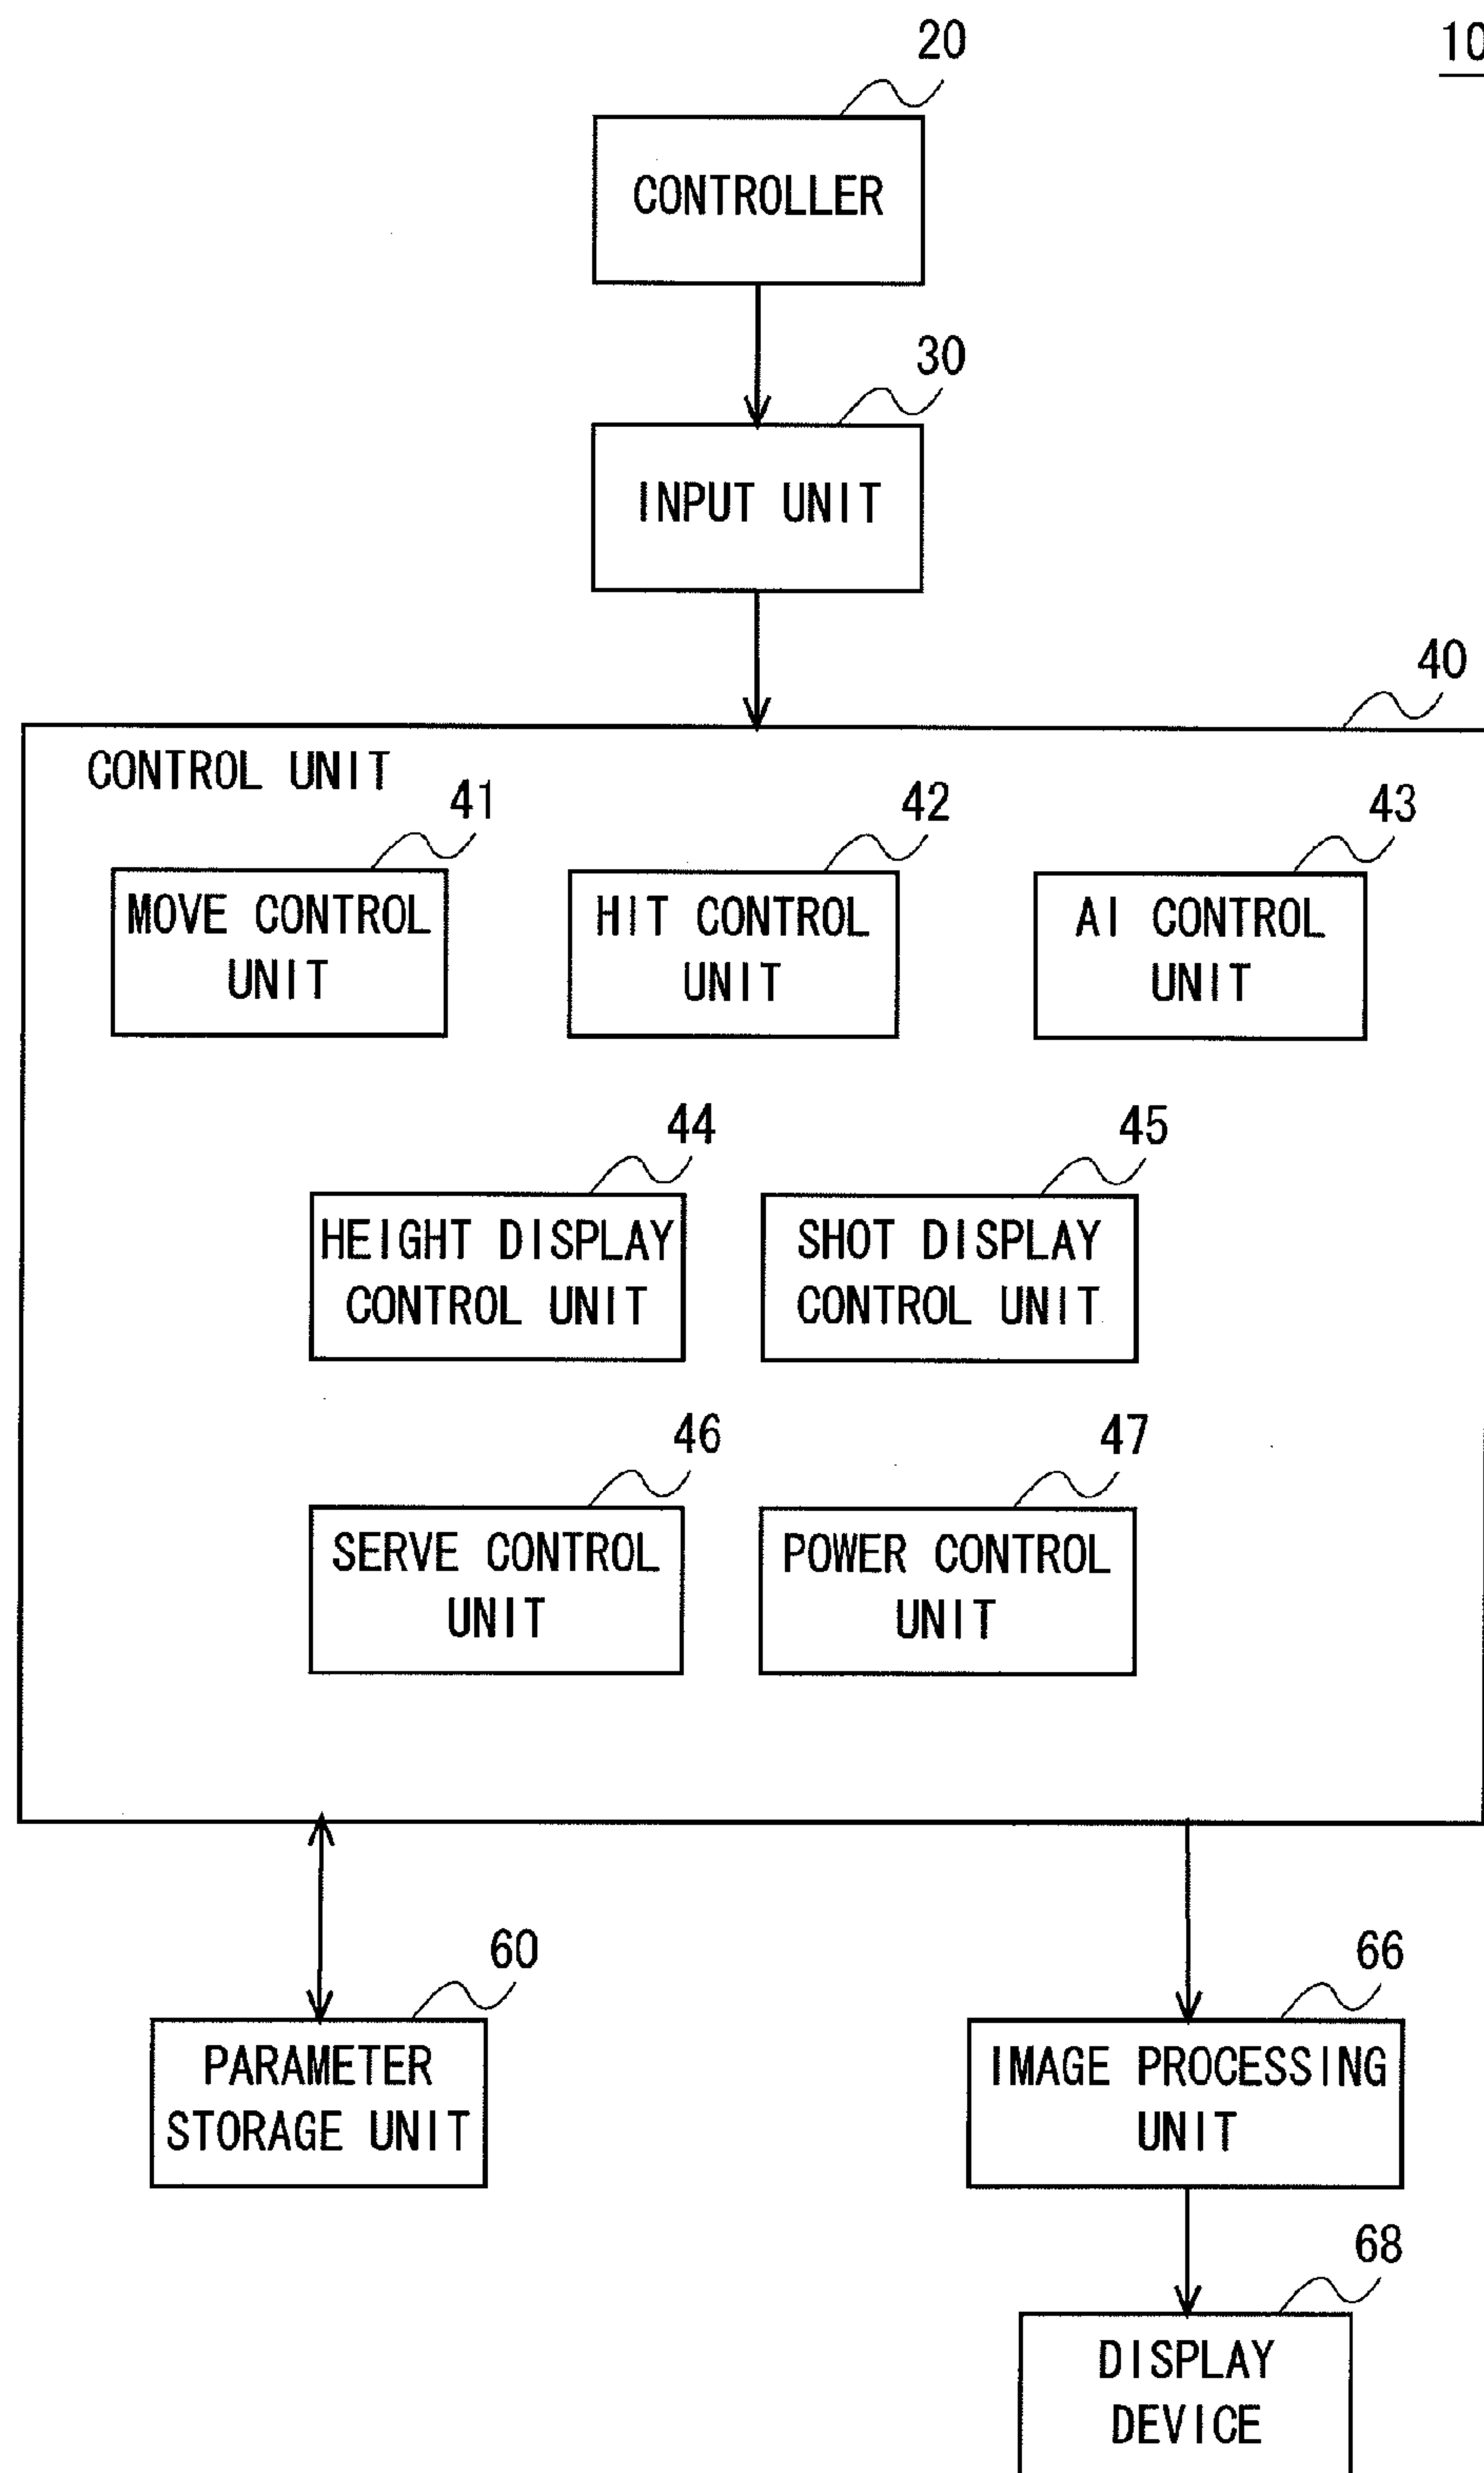 20
10
CONTROLLER
30
INPUT UNIT
40
CONTROL UNIT
41
42
43
MOVE CONTROL
UNIT
HIT CONTROL
UNIT
AI CONTROL
UNIT
44
45
HEIGHT DISPLAY
CONTROL UNIT
SHOT DISPLAY
CONTROL UNIT
46
47
SERVE CONTROL
UNIT
POWER CONTROL
UNIT
60
66
PARAMETER
STORAGE UNIT
IMAGE PROCESSING
UNIT
68
DISPLAY
DEVICE